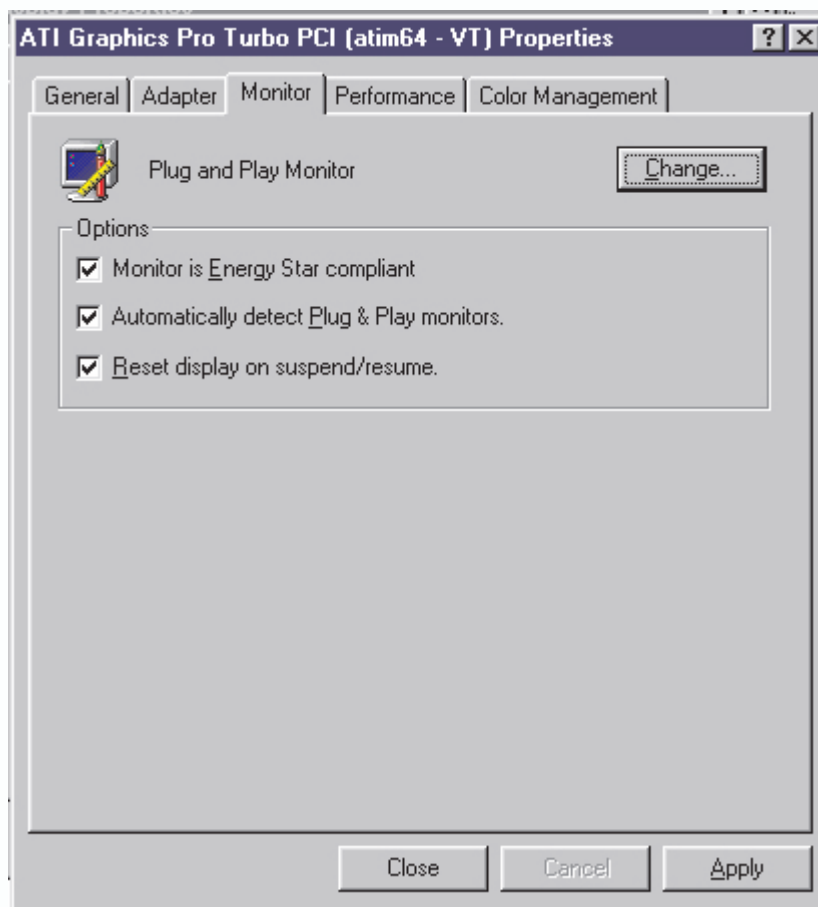 ATI Graphics Pro Turbo PCI (atim64 - VT) Properties
General Adapter Monitor Performance Color Management
Plug and Play Monitor Change...
Options
Monitor is Energy Star compliant
Automatically detect Plug & Play monitors.
Reset display on suspend/resume.
Close Cancel Apply